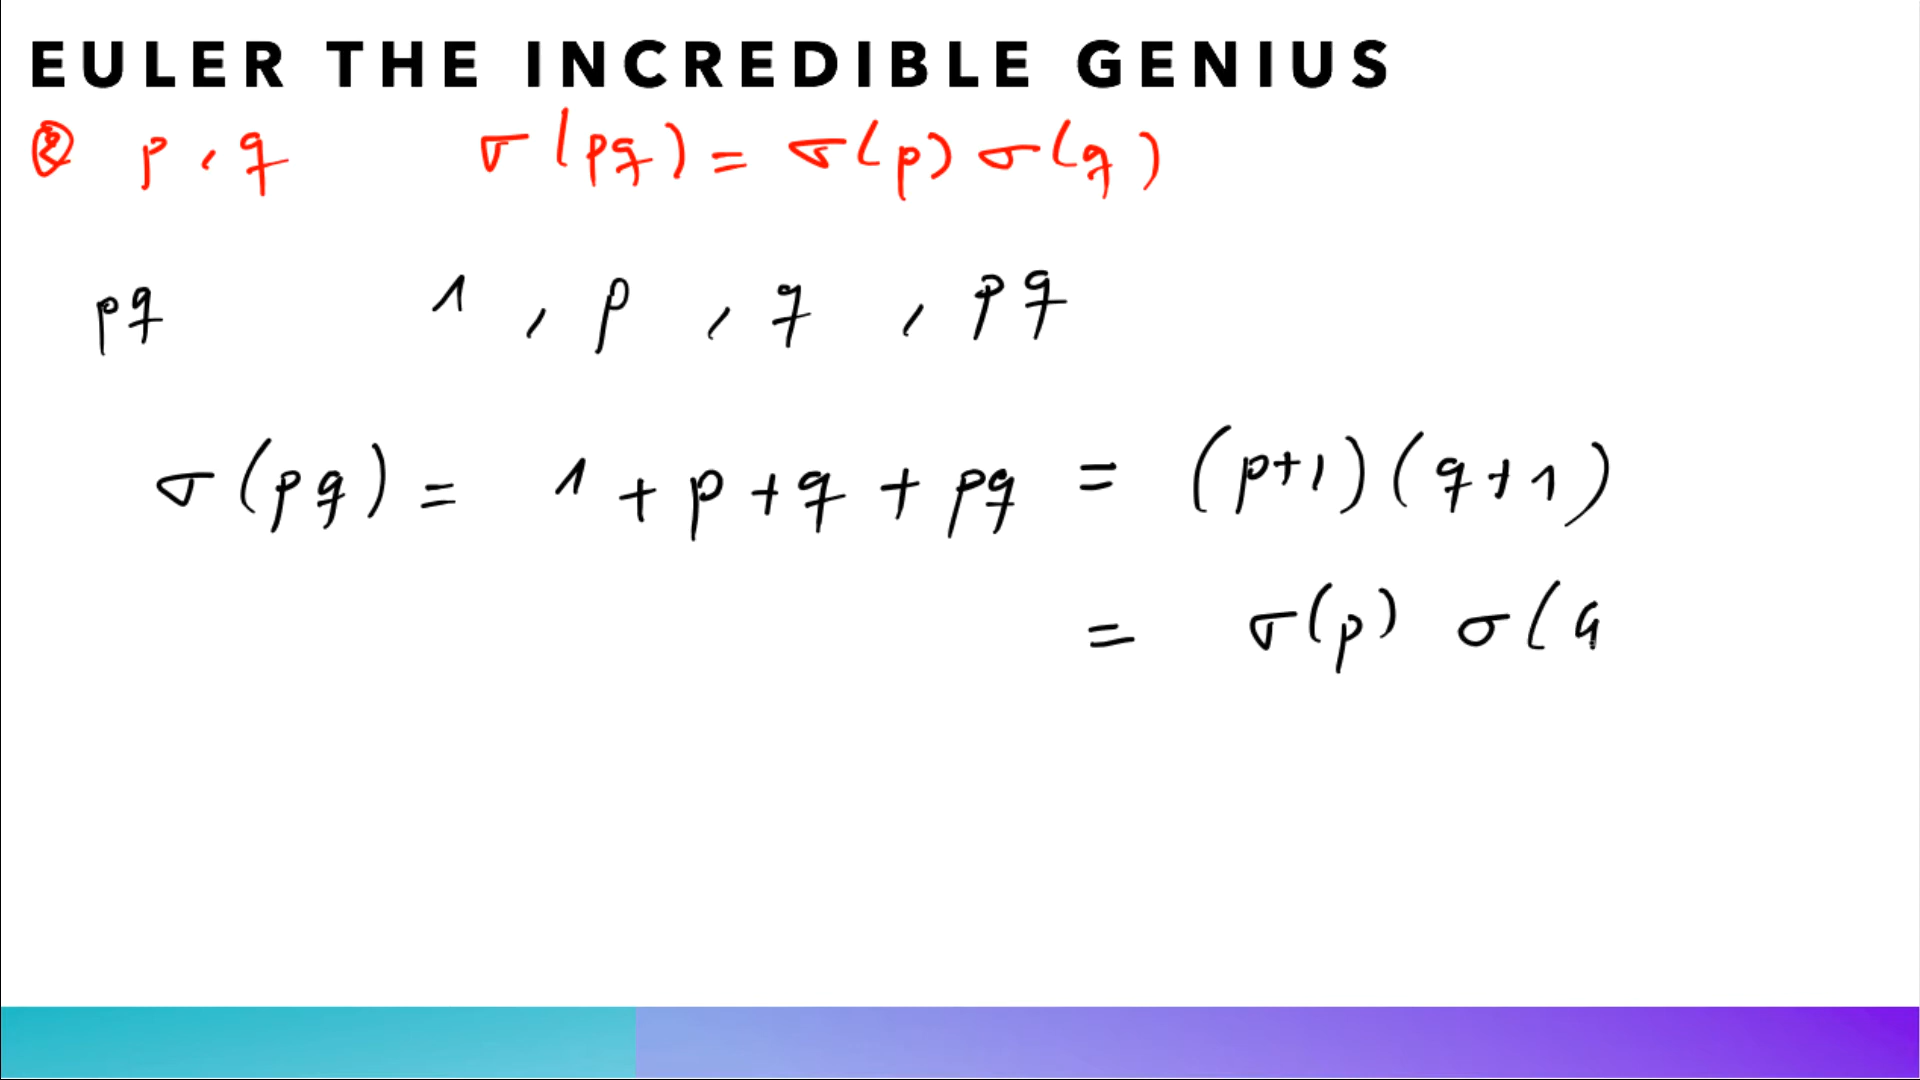 EULER THE INCREDIBLE GENIUS
② p, q σ(pq) = σ(p) σ(q)
pq 1, p, q, pq
σ(pq) = 1 + p + q + pq = (p+1)(q+1)
= σ(p) σ(q